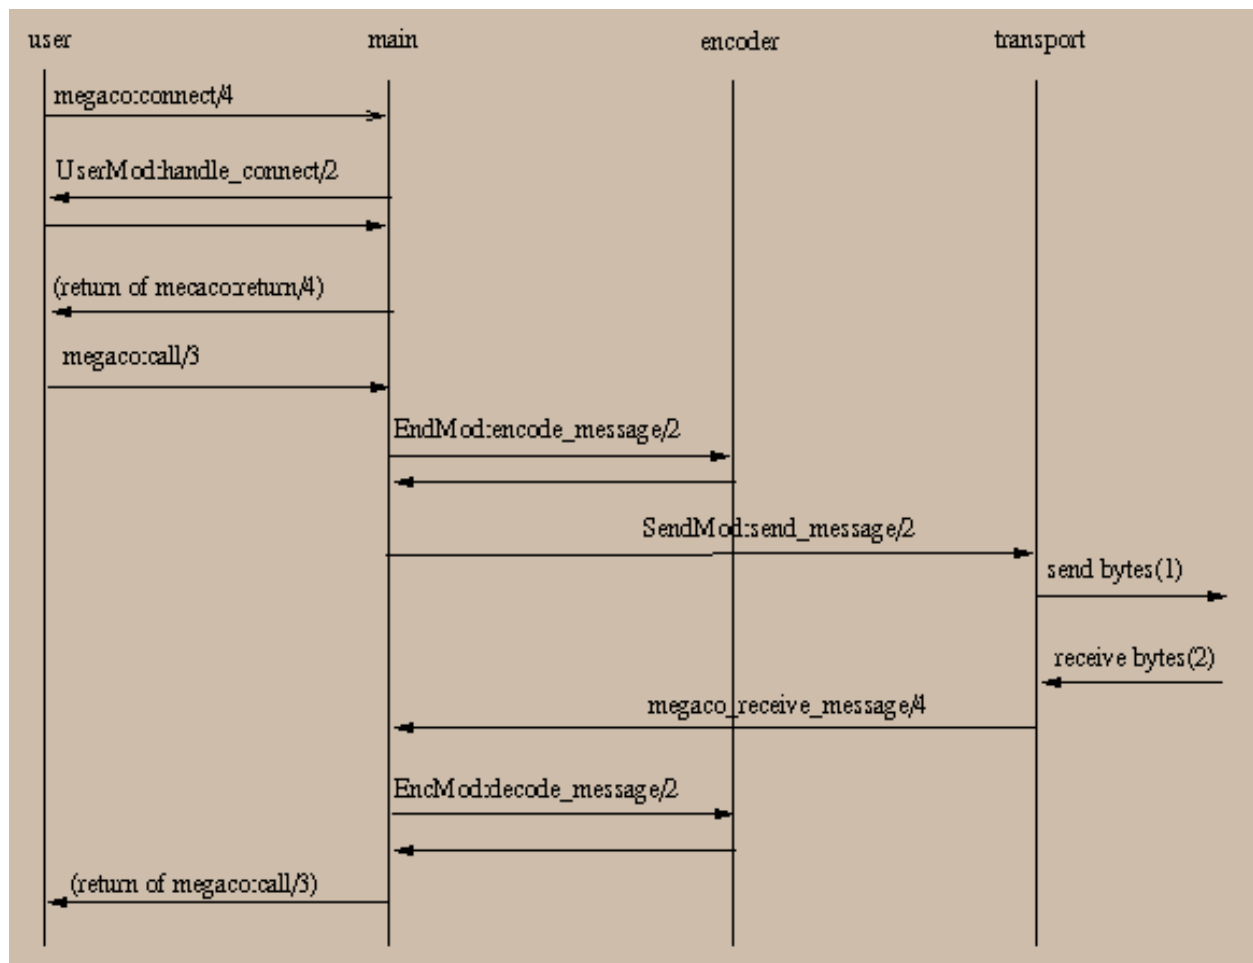 user main encoder transport
megaco:connect/4
UserMod:handle_connect/2
(return of mecaco:return/4)
megaco:call/3
EndMod:encode_message/2
SendMod:send_message/2
send bytes(1)
receive bytes(2)
megaco_receive_message/4
EncMod:decode_message/2
(return of megaco:call/3)